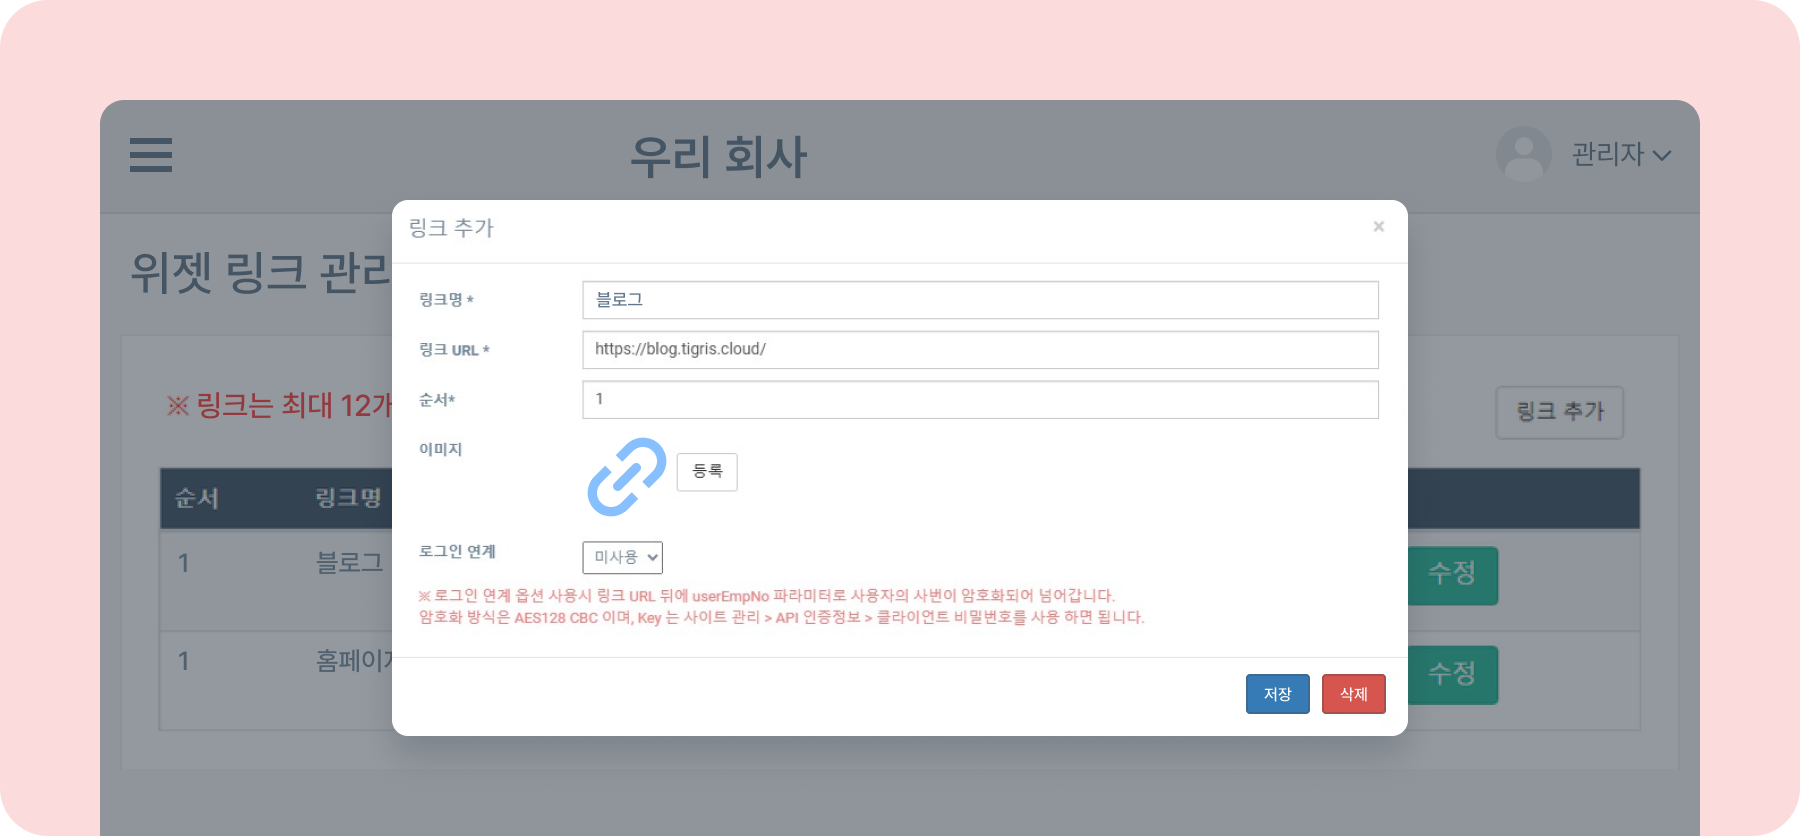 우리 회사
관리자
위젯 링크 관리
※ 링크는 최대 12개
링크 추가
순서 링크명
1 블로그 수정
1 홈페이지 수정
링크 추가 ×
링크명 * 블로그
링크 URL * https://blog.tigris.cloud/
순서* 1
이미지 등록
로그인 연계 미사용
※ 로그인 연계 옵션 사용시 링크 URL 뒤에 userEmpNo 파라미터로 사용자의 사번이 암호화되어 넘어갑니다.
암호화 방식은 AES128 CBC 이며, Key 는 사이트 관리 > API 인증정보 > 클라이언트 비밀번호를 사용 하면 됩니다.
저장 삭제